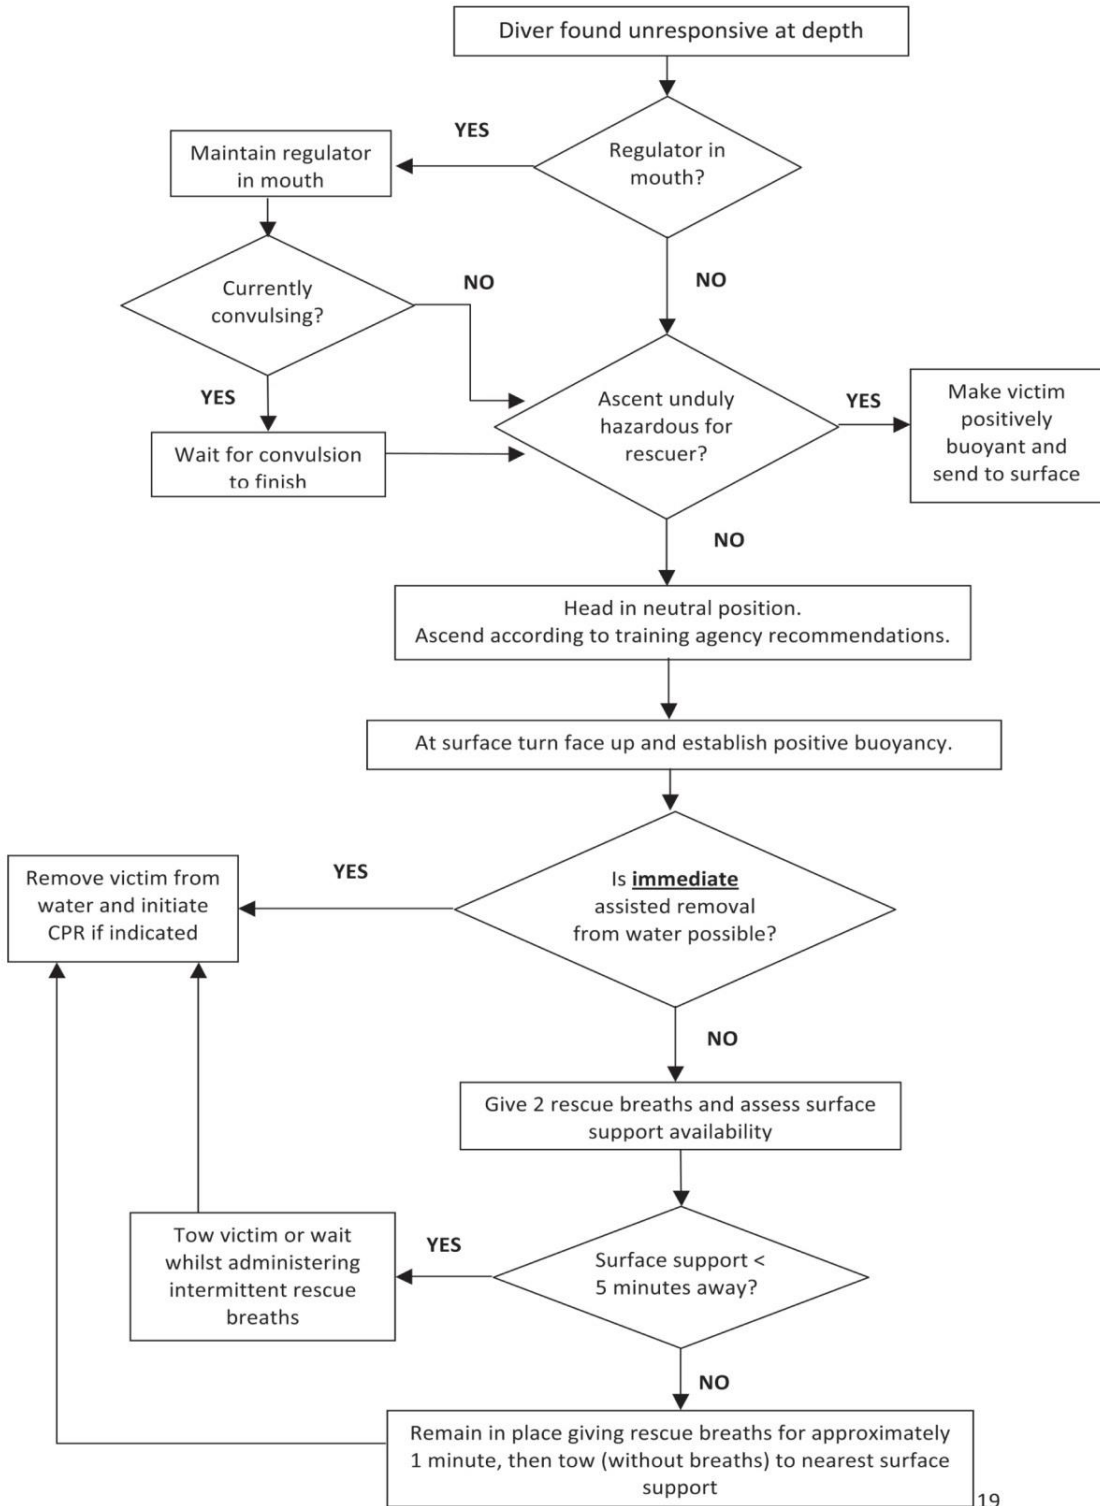 Diver found unresponsive at depth
YES
Maintain regulator
in mouth
Regulator in
mouth?
NO
Currently
convulsing?
NO
YES
Wait for convulsion
to finish
Ascent unduly
hazardous for
rescuer?
YES
Make victim
positively
buoyant and
send to surface
NO
Head in neutral position.
Ascend according to training agency recommendations.
At surface turn face up and establish positive buoyancy.
Is immediate
assisted removal
from water possible?
YES
Remove victim from
water and initiate
CPR if indicated
NO
Give 2 rescue breaths and assess surface
support availability
Surface support <
5 minutes away?
YES
Tow victim or wait
whilst administering
intermittent rescue
breaths
NO
Remain in place giving rescue breaths for approximately
1 minute, then tow (without breaths) to nearest surface
support
19